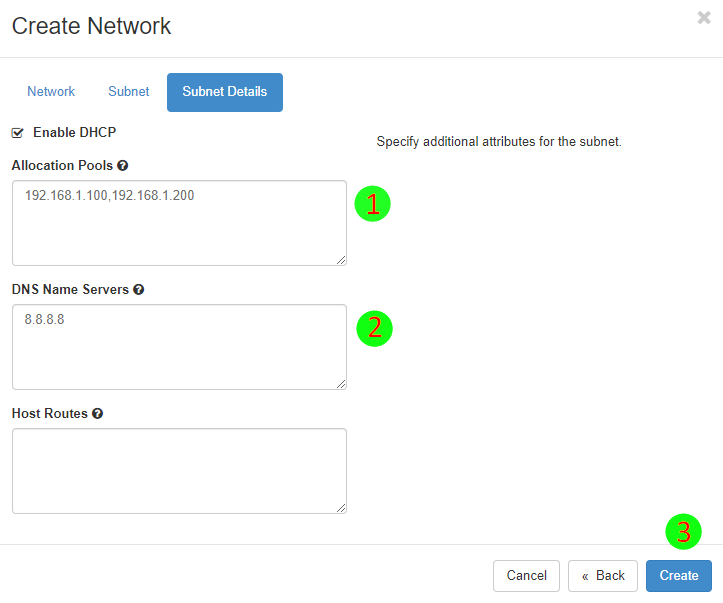 Create Network
×
Network Subnet Subnet Details
Enable DHCP
Specify additional attributes for the subnet.
Allocation Pools ?
192.168.1.100,192.168.1.200
1
DNS Name Servers ?
8.8.8.8
2
Host Routes ?
3
Cancel « Back Create